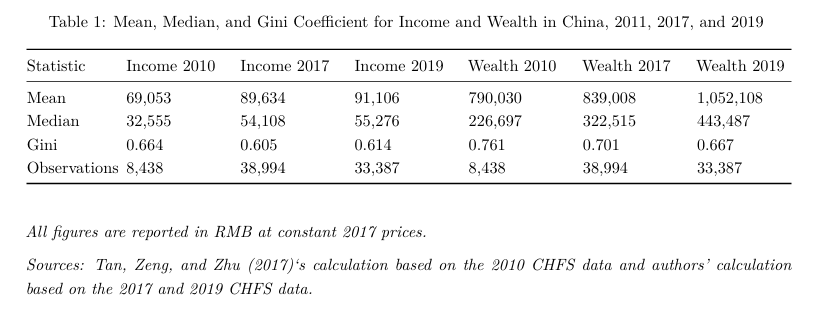 Table 1: Mean, Median, and Gini Coefficient for Income and Wealth in China, 2011, 2017, and 2019
Statistic Income 2010 Income 2017 Income 2019 Wealth 2010 Wealth 2017 Wealth 2019
Mean 69,053 89,634 91,106 790,030 839,008 1,052,108
Median 32,555 54,108 55,276 226,697 322,515 443,487
Gini 0.664 0.605 0.614 0.761 0.701 0.667
Observations 8,438 38,994 33,387 8,438 38,994 33,387
All figures are reported in RMB at constant 2017 prices.
Sources: Tan, Zeng, and Zhu (2017)‘s calculation based on the 2010 CHFS data and authors’ calculation
based on the 2017 and 2019 CHFS data.